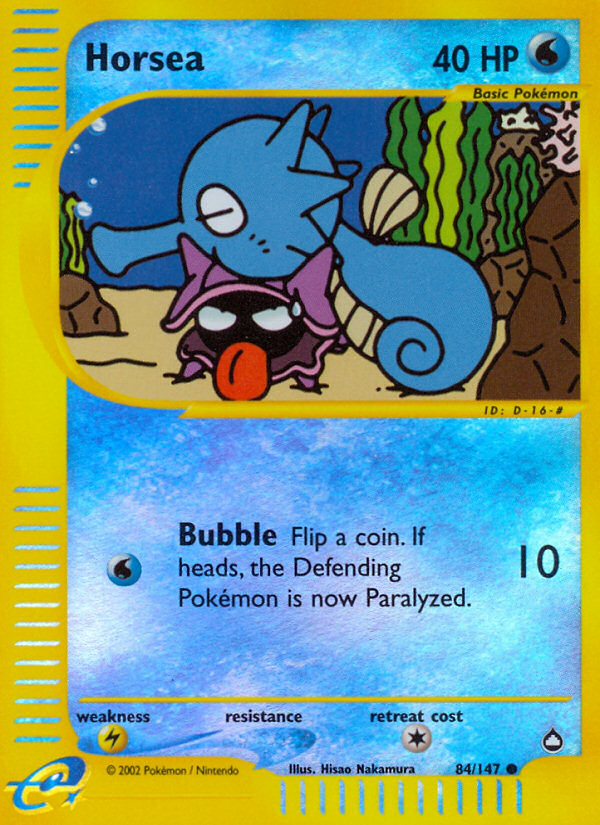 Horsea 40 HP
Basic Pokémon
ID: D-16-#
Bubble Flip a coin. If
heads, the Defending
Pokémon is now Paralyzed.
10
weakness resistance retreat cost
© 2002 Pokémon / Nintendo Illus. Hisao Nakamura 84/147